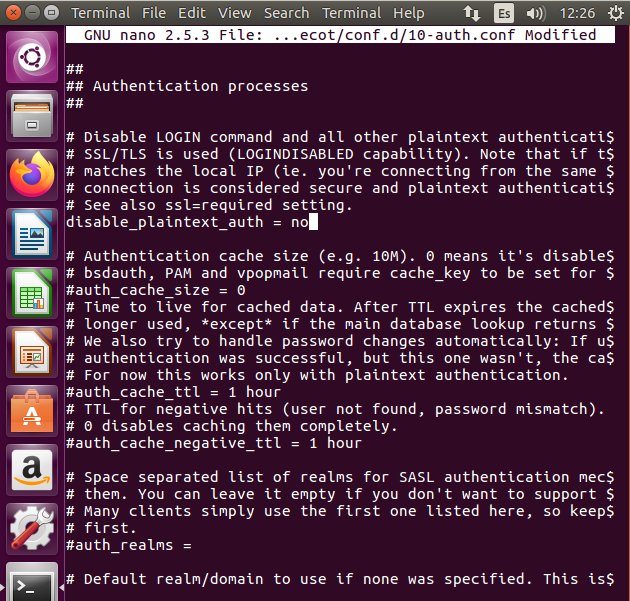 Terminal File Edit View Search Terminal Help Es 12:26
GNU nano 2.5.3 File: ...ecot/conf.d/10-auth.conf Modified
##
## Authentication processes
##
# Disable LOGIN command and all other plaintext authenticati$
# SSL/TLS is used (LOGINDISABLED capability). Note that if t$
# matches the local IP (ie. you're connecting from the same $
# connection is considered secure and plaintext authenticati$
# See also ssl=required setting.
disable_plaintext_auth = no
# Authentication cache size (e.g. 10M). 0 means it's disable$
# bsdauth, PAM and vpopmail require cache_key to be set for $
#auth_cache_size = 0
# Time to live for cached data. After TTL expires the cached$
# longer used, *except* if the main database lookup returns $
# We also try to handle password changes automatically: If u$
# authentication was successful, but this one wasn't, the ca$
# For now this works only with plaintext authentication.
#auth_cache_ttl = 1 hour
# TTL for negative hits (user not found, password mismatch).
# 0 disables caching them completely.
#auth_cache_negative_ttl = 1 hour
# Space separated list of realms for SASL authentication mec$
# them. You can leave it empty if you don't want to support $
# Many clients simply use the first one listed here, so keep$
# first.
#auth_realms =
# Default realm/domain to use if none was specified. This is$